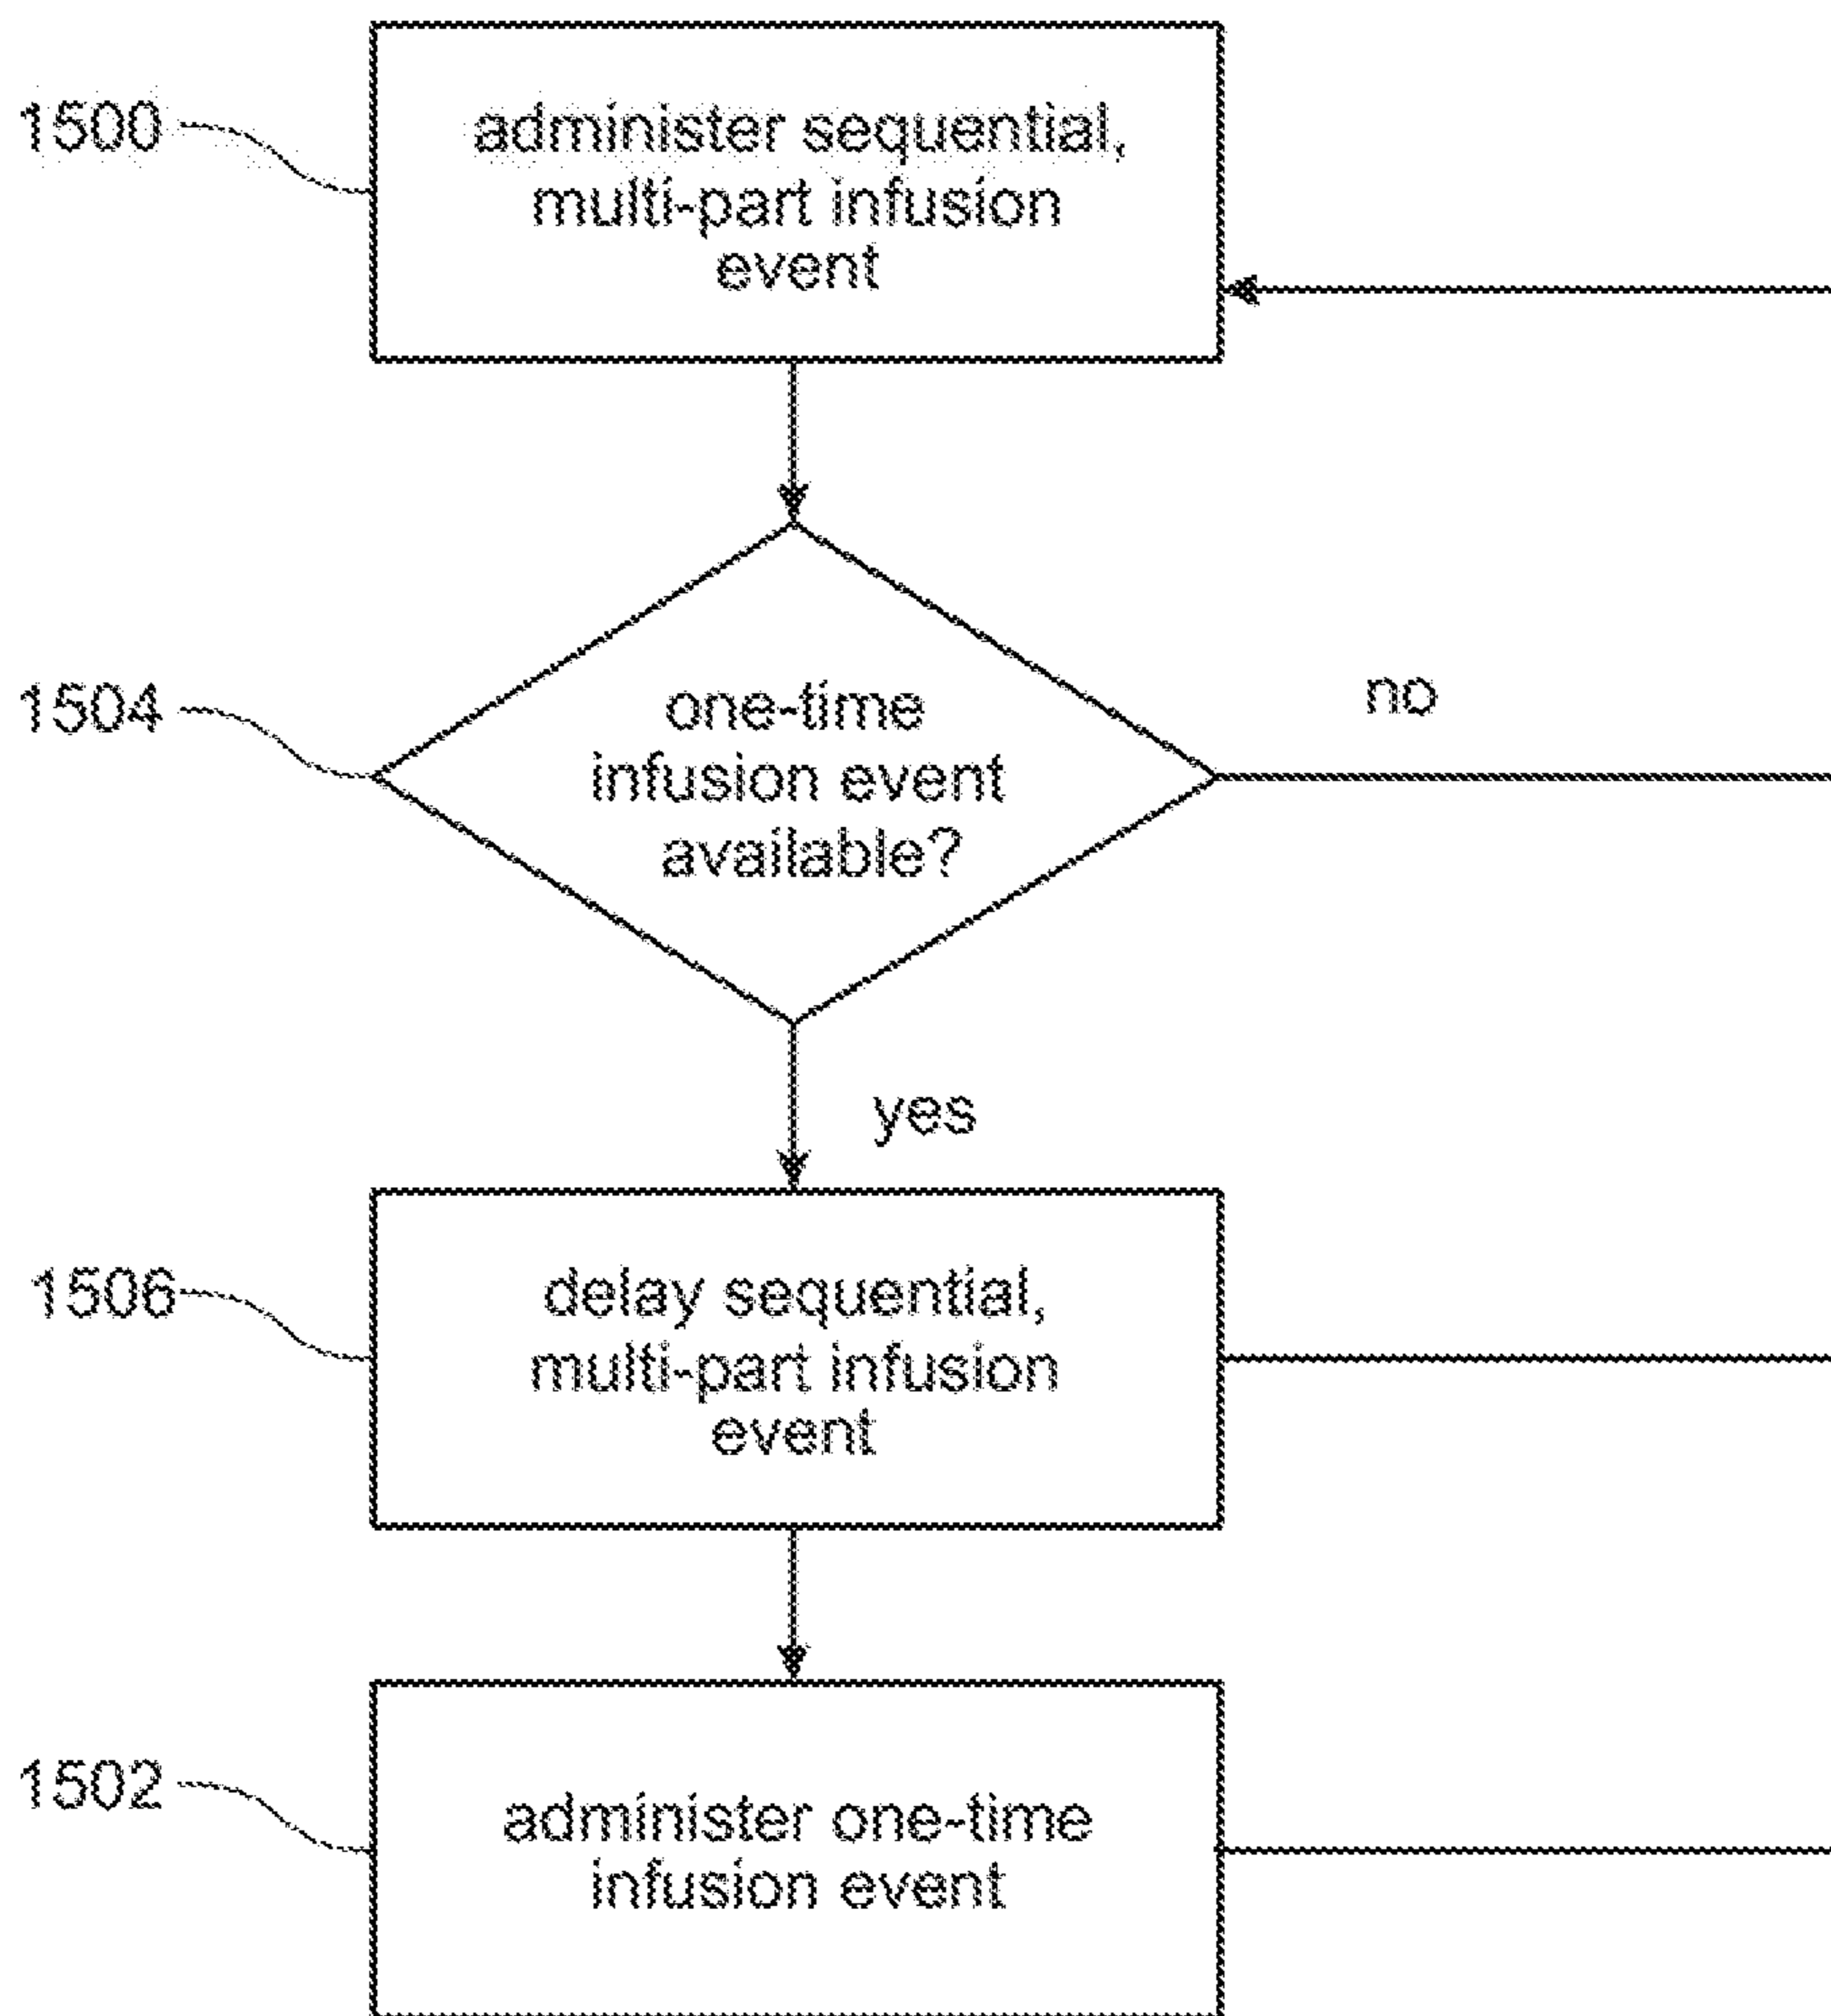 1500
administer sequential,
multi-part infusion
event
1504
one-time
infusion event
available?
no
yes
1506
delay sequential,
multi-part infusion
event
1502
administer one-time
infusion event